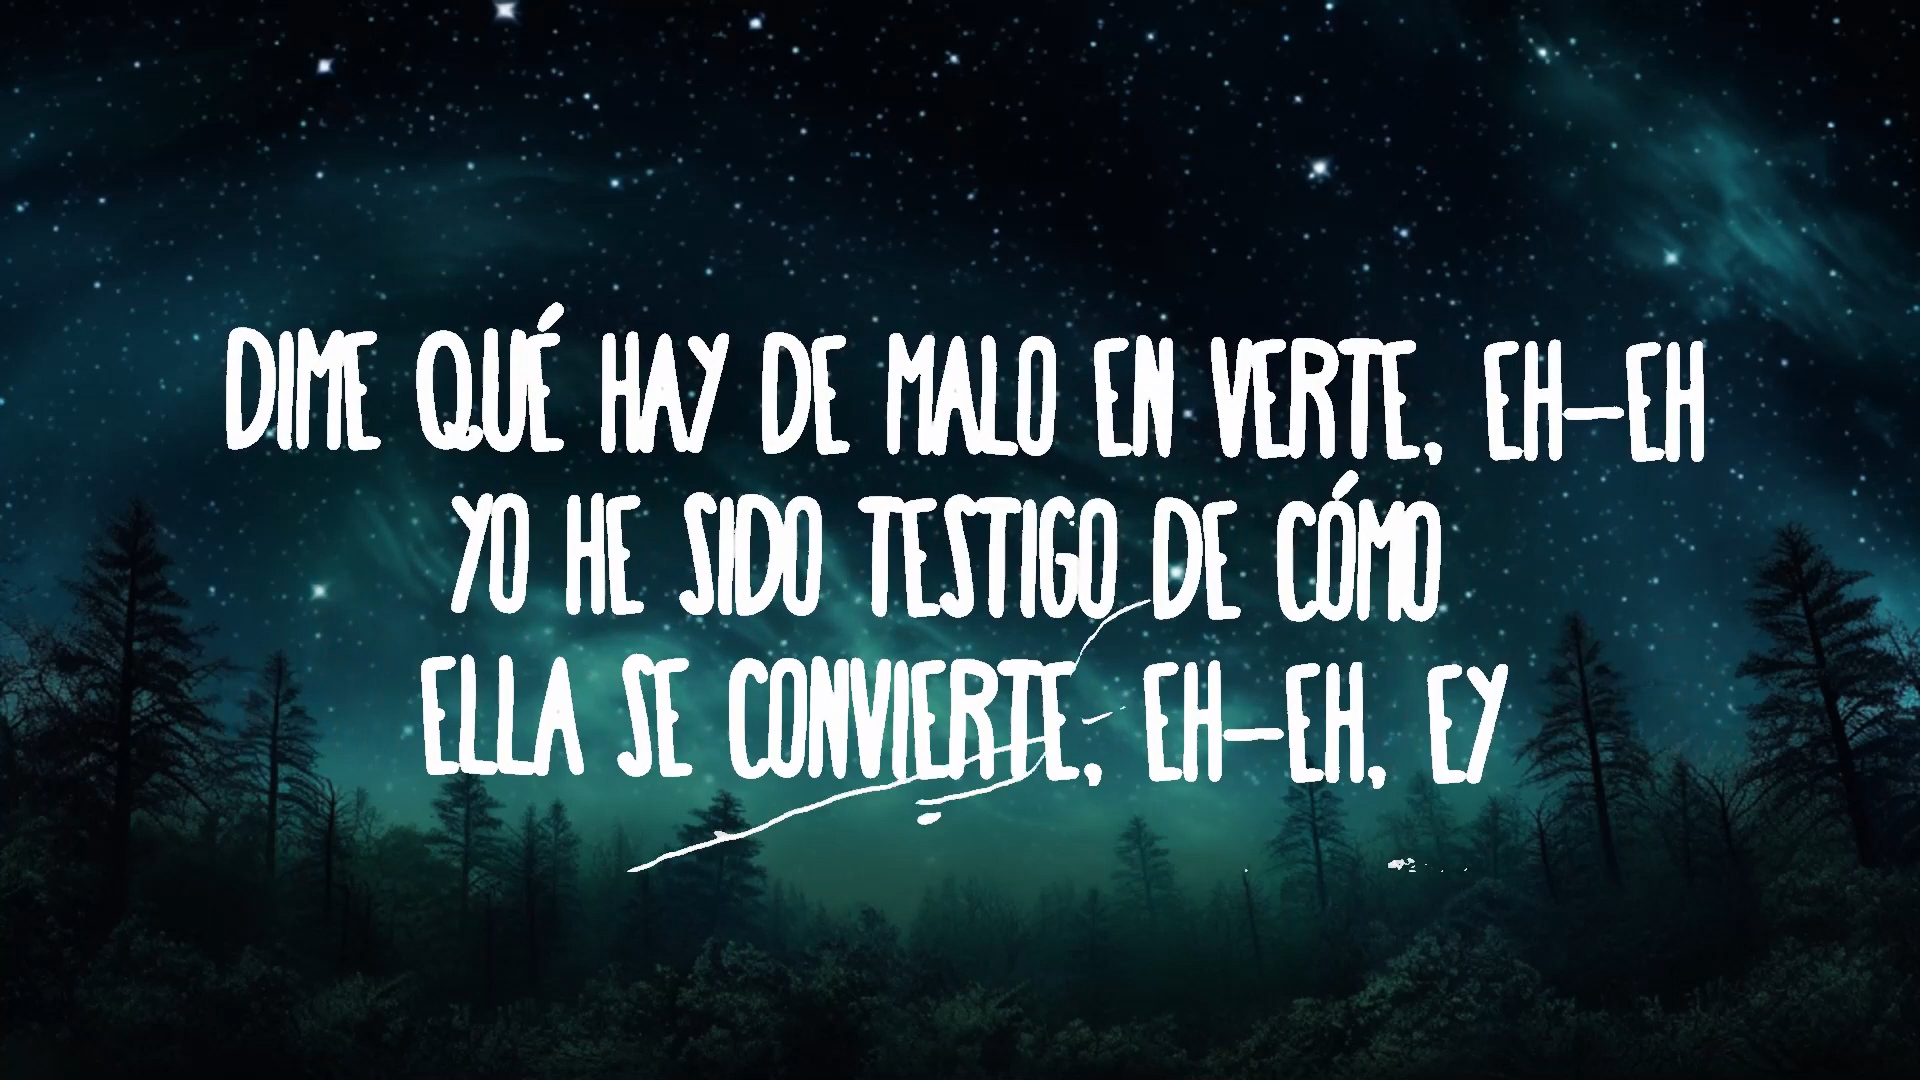 DIME QUÉ HAY DE MALO EN VERTE, EH-EH
YO HE SIDO TESTIGO DE CÓMO
ELLA SE CONVIERTE, EH-EH, EY